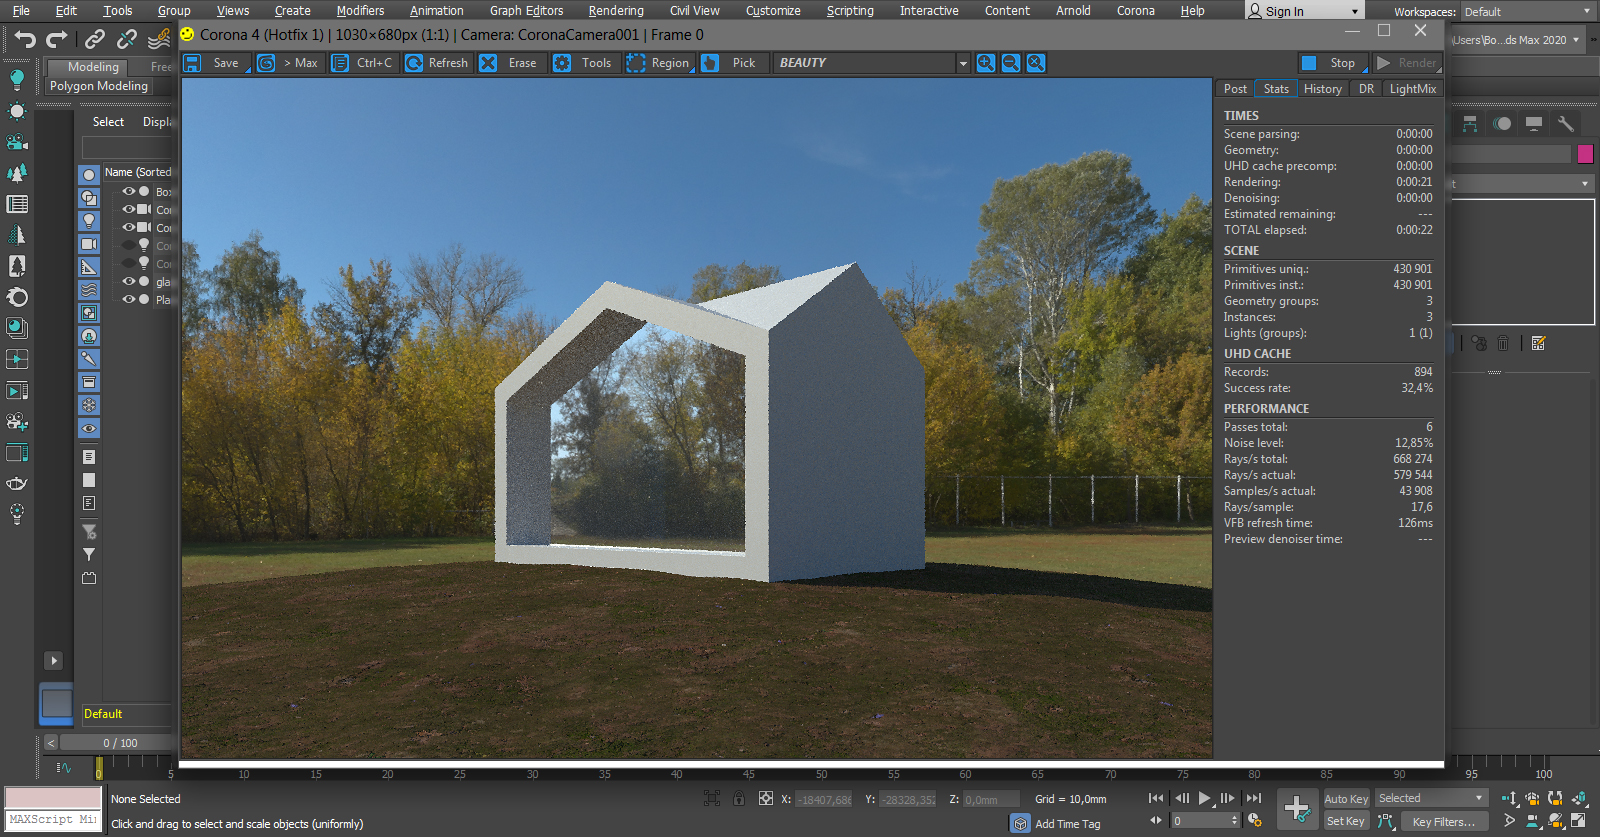 File Edit Tools Group Views Create Modifiers Animation Graph Editors Rendering Civil View Customize Scripting Interactive Content Arnold Corona Help Sign In Workspaces: Default
Corona 4 (Hotfix 1) | 1030×680px (1:1) | Camera: CoronaCamera001 | Frame 0
ds Max 2020
Save > Max Ctrl+C Refresh Erase Tools Region Pick BEAUTY Stop Render
Modeling Free
Polygon Modeling
Post Stats History DR LightMix
Select Displa
Name (Sorted
Box
Cor
Cor
Cor
Cor
gla
Pla
TIMES
Scene parsing: 0:00:00
Geometry: 0:00:00
UHD cache precomp: 0:00:00
Rendering: 0:00:21
Denoising: 0:00:00
Estimated remaining: ---
TOTAL elapsed: 0:00:22
SCENE
Primitives uniq.: 430 901
Primitives inst.: 430 901
Geometry groups: 3
Instances: 3
Lights (groups): 1 (1)
UHD CACHE
Records: 894
Success rate: 32,4%
PERFORMANCE
Passes total: 6
Noise level: 12,85%
Rays/s total: 668 274
Rays/s actual: 579 544
Samples/s actual: 43 908
Rays/sample: 17,6
VFB refresh time: 126ms
Preview denoiser time: ---
Default
< 0 / 100
0 5 10 15 20 25 30 35 40 45 50 55 60 65 70 75 80 85 90 95 100
None Selected X: -18407,686 Y: -28328,352 Z: 0,0mm Grid = 10,0mm Auto Key Selected
MAXScript Mi Click and drag to select and scale objects (uniformly) Add Time Tag 0 Set Key Key Filters...